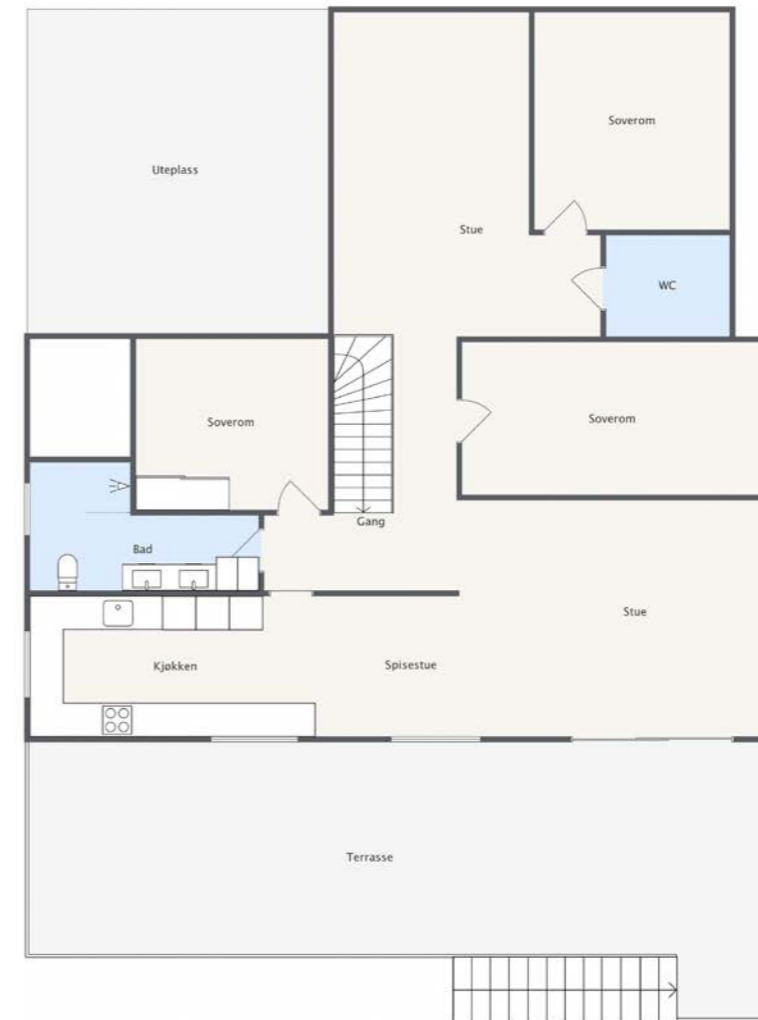 Soverom
Uteplass
Stue
WC
Soverom
Soverom
Gang
Bad
Stue
Kjøkken
Spisestue
Terrasse